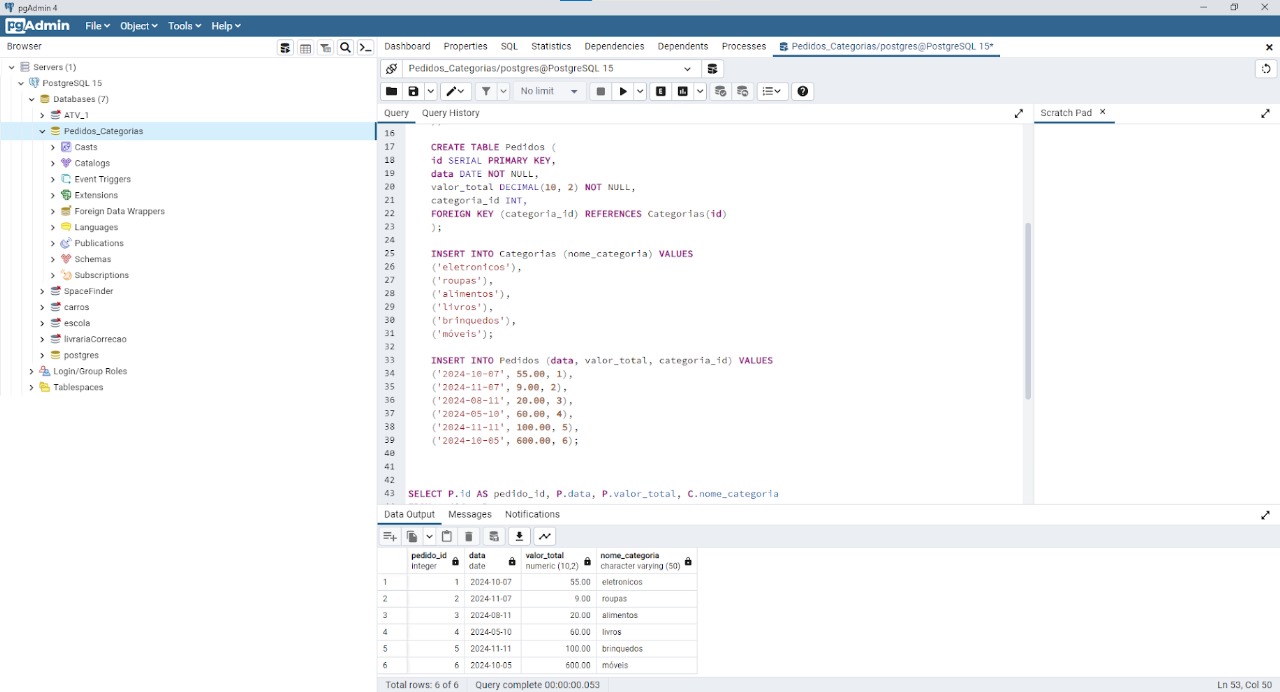 pgAdmin 4
pgAdmin File Object Tools Help
Browser
Dashboard Properties SQL Statistics Dependencies Dependents Processes Pedidos_Categorias/postgres@PostgreSQL 15*
Servers (1)
PostgreSQL 15
Databases (7)
ATV_1
Pedidos_Categorias
Casts
Catalogs
Event Triggers
Extensions
Foreign Data Wrappers
Languages
Publications
Schemas
Subscriptions
SpaceFinder
carros
escola
livrariaCorrecao
postgres
Login/Group Roles
Tablespaces
Pedidos_Categorias/postgres@PostgreSQL 15
No limit
Query Query History
Scratch Pad
16
17 CREATE TABLE Pedidos (
18 id SERIAL PRIMARY KEY,
19 data DATE NOT NULL,
20 valor_total DECIMAL(10, 2) NOT NULL,
21 categoria_id INT,
22 FOREIGN KEY (categoria_id) REFERENCES Categorias(id)
23 );
24
25 INSERT INTO Categorias (nome_categoria) VALUES
26 ('eletronicos'),
27 ('roupas'),
28 ('alimentos'),
29 ('livros'),
30 ('brinquedos'),
31 ('móveis');
32
33 INSERT INTO Pedidos (data, valor_total, categoria_id) VALUES
34 ('2024-10-07', 55.00, 1),
35 ('2024-11-07', 9.00, 2),
36 ('2024-08-11', 20.00, 3),
37 ('2024-05-10', 60.00, 4),
38 ('2024-11-11', 100.00, 5),
39 ('2024-10-05', 600.00, 6);
40
41
42
43 SELECT P.id AS pedido_id, P.data, P.valor_total, C.nome_categoria
Data Output Messages Notifications
pedido_id data valor_total nome_categoria
integer date numeric (10,2) character varying (50)
1 1 2024-10-07 55.00 eletronicos
2 2 2024-11-07 9.00 roupas
3 3 2024-08-11 20.00 alimentos
4 4 2024-05-10 60.00 livros
5 5 2024-11-11 100.00 brinquedos
6 6 2024-10-05 600.00 móveis
Total rows: 6 of 6 Query complete 00:00:00.053 Ln 53, Col 50